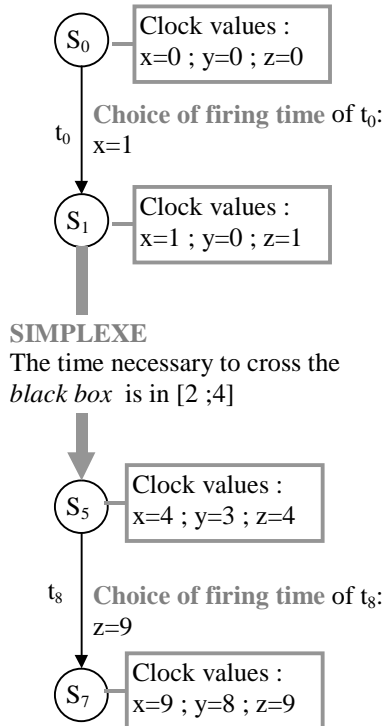 S0
Clock values :
x=0 ; y=0 ; z=0
t0
Choice of firing time of t0:
x=1
S1
Clock values :
x=1 ; y=0 ; z=1
SIMPLEXE
The time necessary to cross the
black box is in [2 ;4]
S5
Clock values :
x=4 ; y=3 ; z=4
t8
Choice of firing time of t8:
z=9
S7
Clock values :
x=9 ; y=8 ; z=9